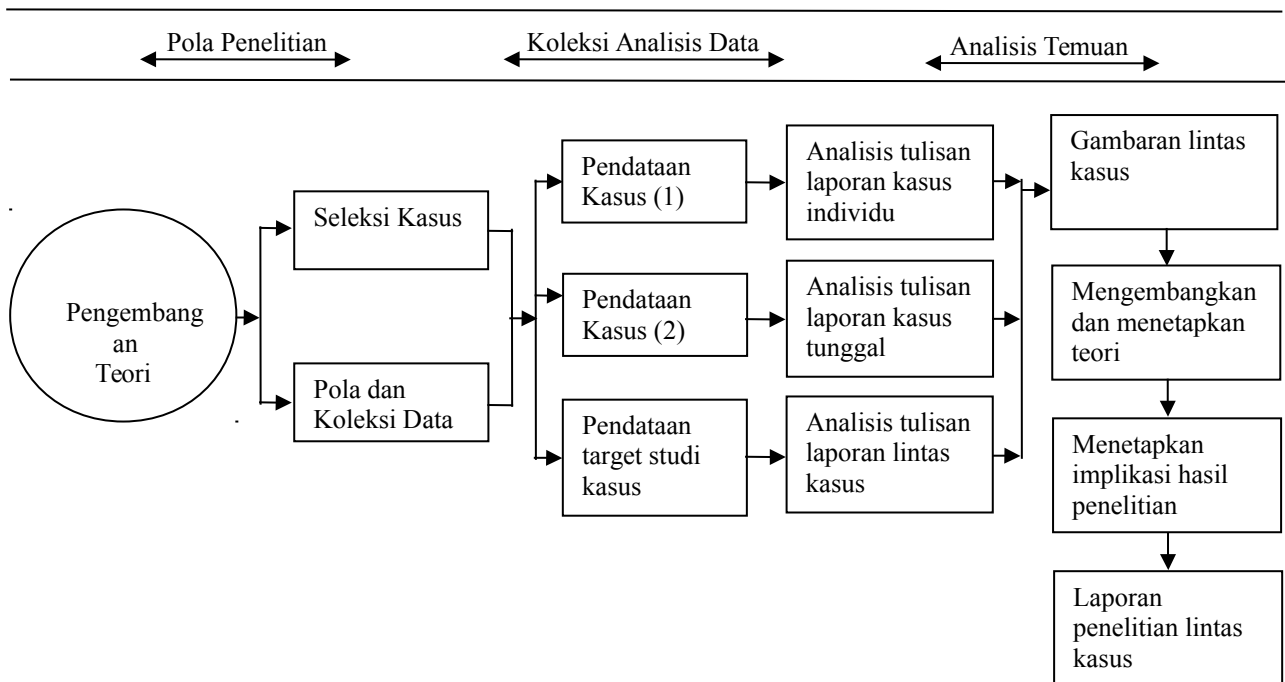 Pola Penelitian
Koleksi Analisis Data
Analisis Temuan
Pengembang
an
Teori
Seleksi Kasus
Pola dan
Koleksi Data
Pendataan
Kasus (1)
Pendataan
Kasus (2)
Pendataan
target studi
kasus
Analisis tulisan
laporan kasus
individu
Analisis tulisan
laporan kasus
tunggal
Analisis tulisan
laporan lintas
kasus
Gambaran lintas
kasus
Mengembangkan
dan menetapkan
teori
Menetapkan
implikasi hasil
penelitian
Laporan
penelitian lintas
kasus